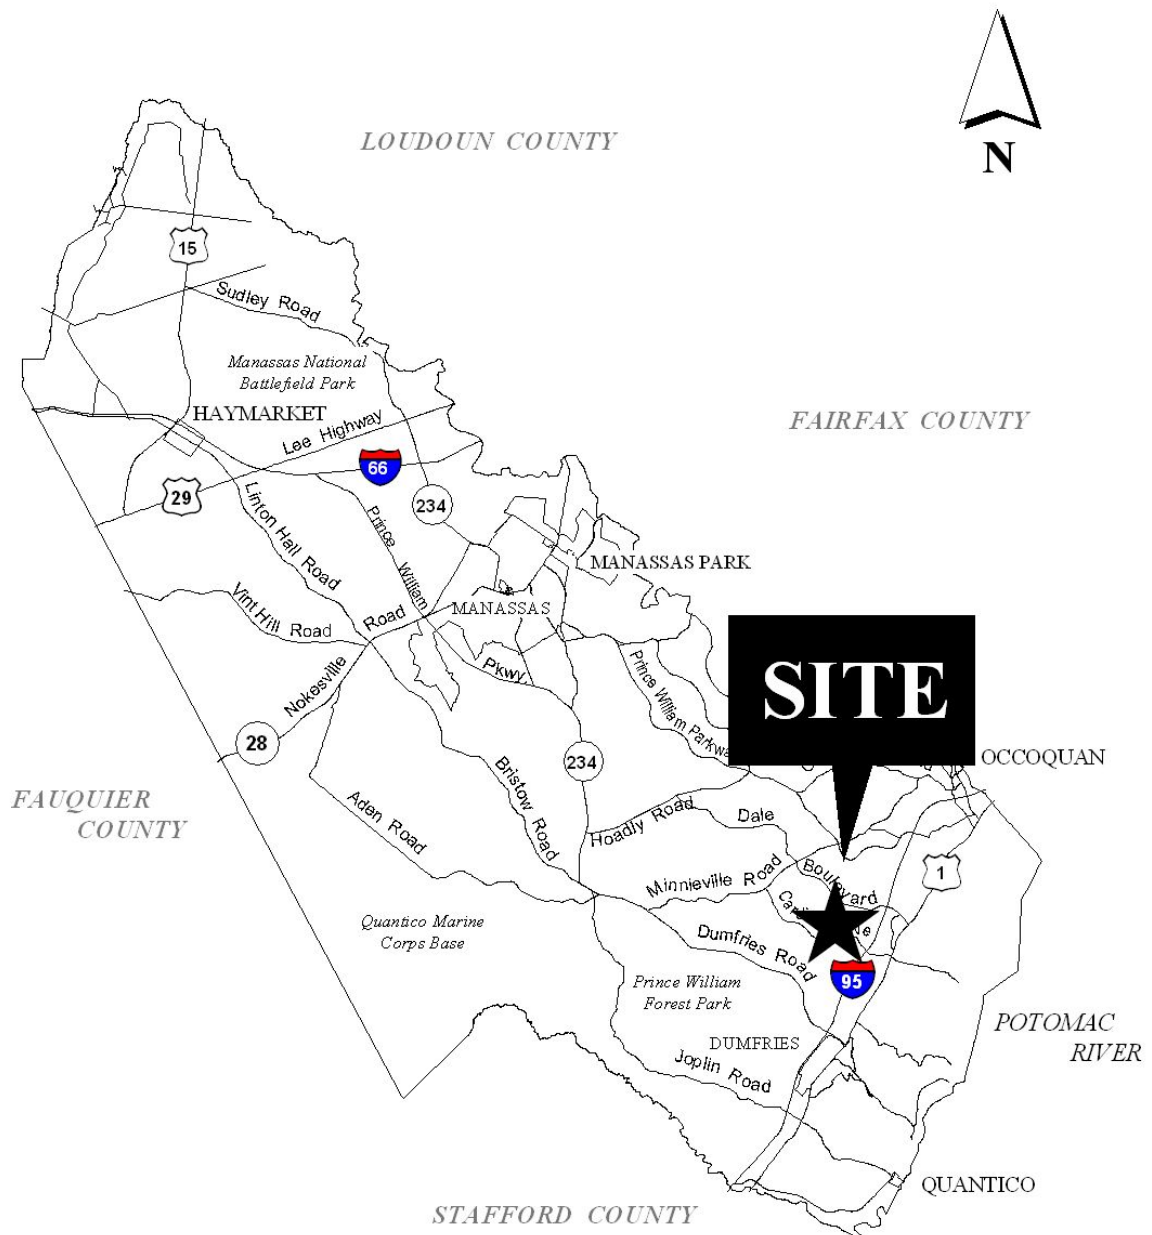 N
LOUDOUN COUNTY
15
Sudley Road
Manassas National
Battlefield Park
HAYMARKET
Lee Highway
FAIRFAX COUNTY
66
29
234
Linton Hall Road
Prince William
MANASSAS PARK
MANASSAS
Vint Hill Road
Nokesville Road
Pkwy
Prince William
SITE
28
234
OCCOQUAN
Bristow Road
FAUQUIER
COUNTY
Aden Road
Hoadly Road
Dale
Boulevard
1
Minnieville Road
Quantico Marine
Corps Base
Dumfries Road
95
Prince William
Forest Park
POTOMAC
RIVER
DUMFRIES
Joplin Road
QUANTICO
STAFFORD COUNTY